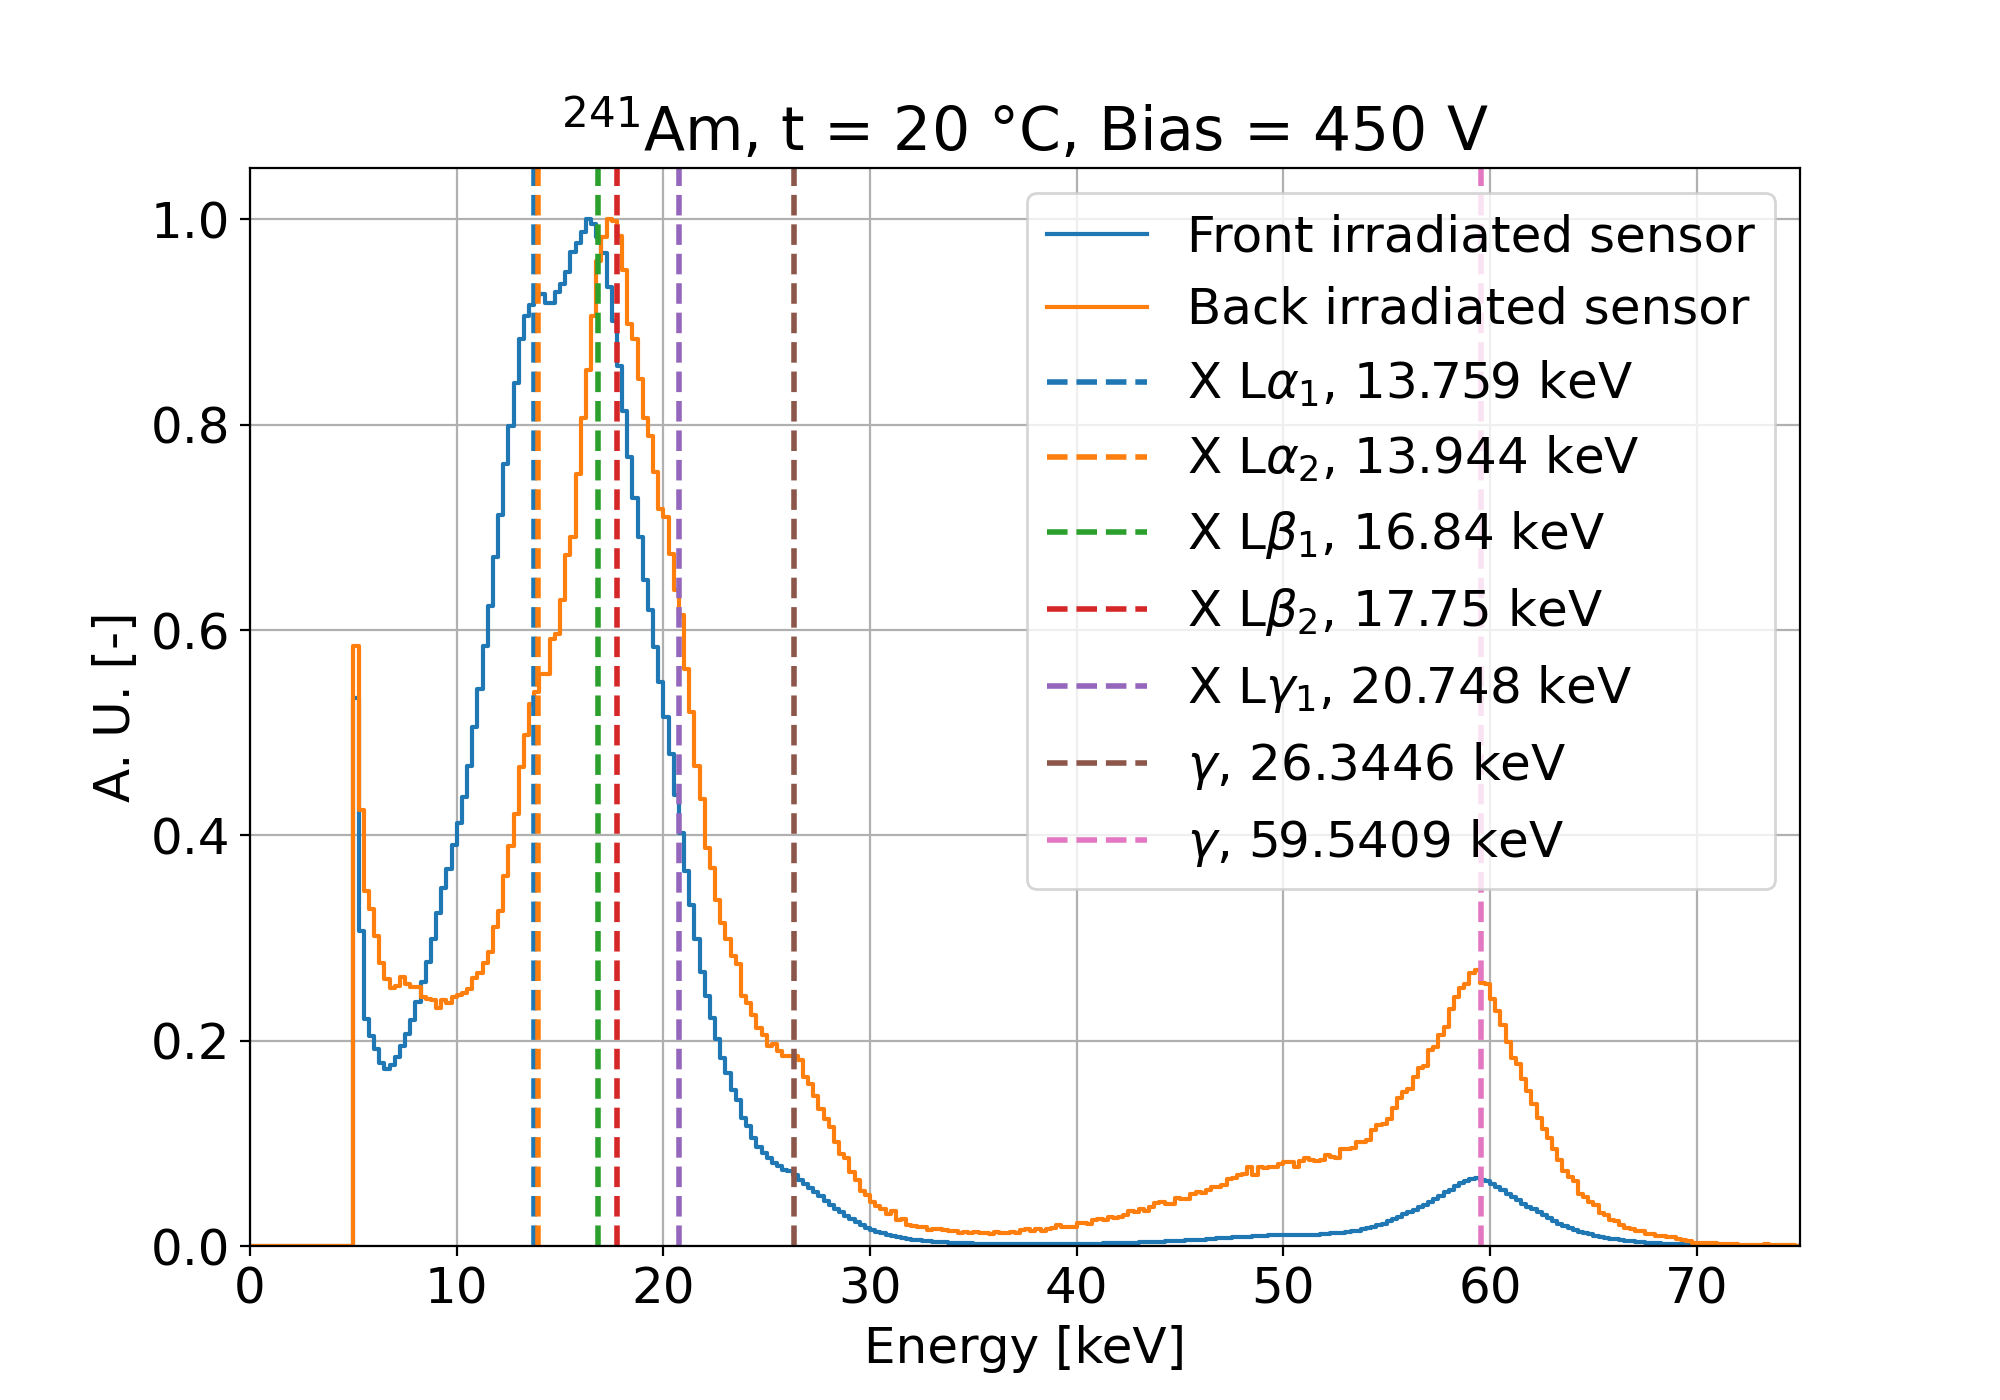 ²⁴¹Am, t = 20 °C, Bias = 450 V
1.0
0.8
0.6
0.4
0.2
0.0
A. U. [-]
Front irradiated sensor
Back irradiated sensor
X Lα₁, 13.759 keV
X Lα₂, 13.944 keV
X Lβ₁, 16.84 keV
X Lβ₂, 17.75 keV
X Lγ₁, 20.748 keV
γ, 26.3446 keV
γ, 59.5409 keV
0 10 20 30 40 50 60 70
Energy [keV]